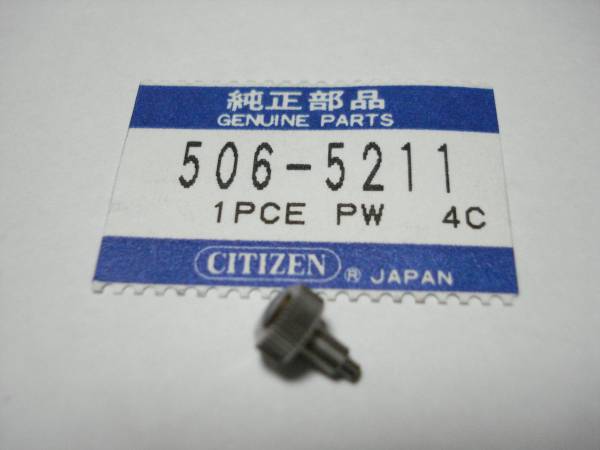 純正部品
GENUINE PARTS
506-5211
1PCE PW 4C
CITIZEN ® JAPAN